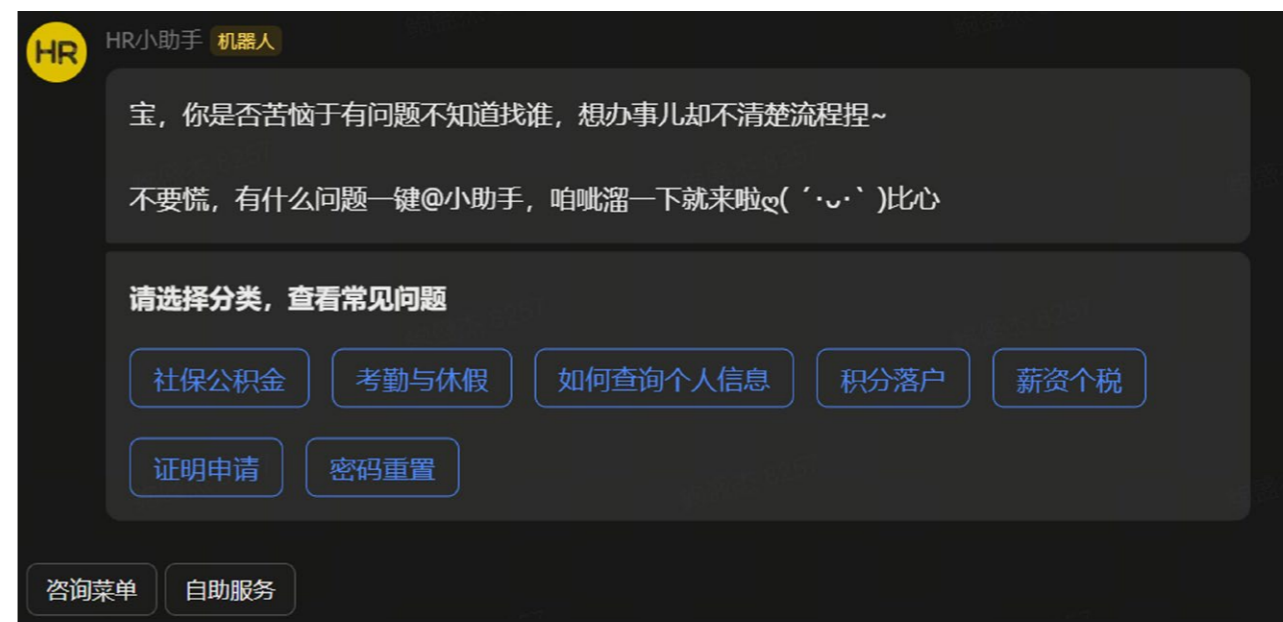 HR
HR小助手 机器人
宝，你是否苦恼于有问题不知道找谁，想办事儿却不清楚流程捏~
不要慌，有什么问题一键@小助手，咱呲溜一下就来啦ღ( ´･ᴗ･` )比心
请选择分类，查看常见问题
社保公积金 考勤与休假 如何查询个人信息 积分落户 薪资个税
证明申请 密码重置
咨询菜单 自助服务